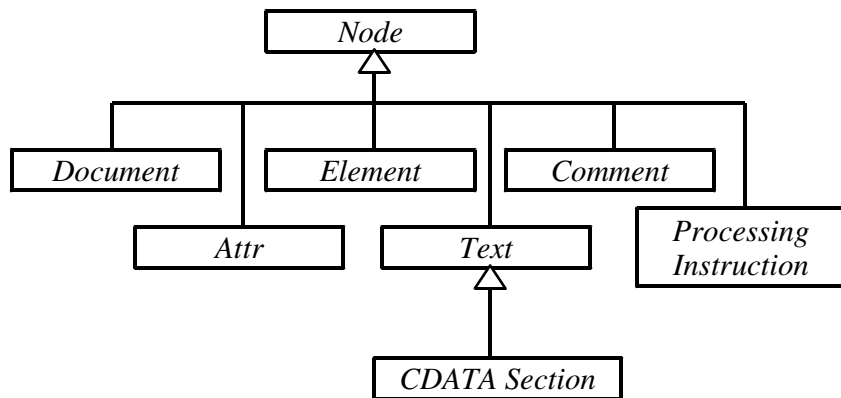 Node
Document
Element
Comment
Attr
Text
Processing
Instruction
CDATA Section